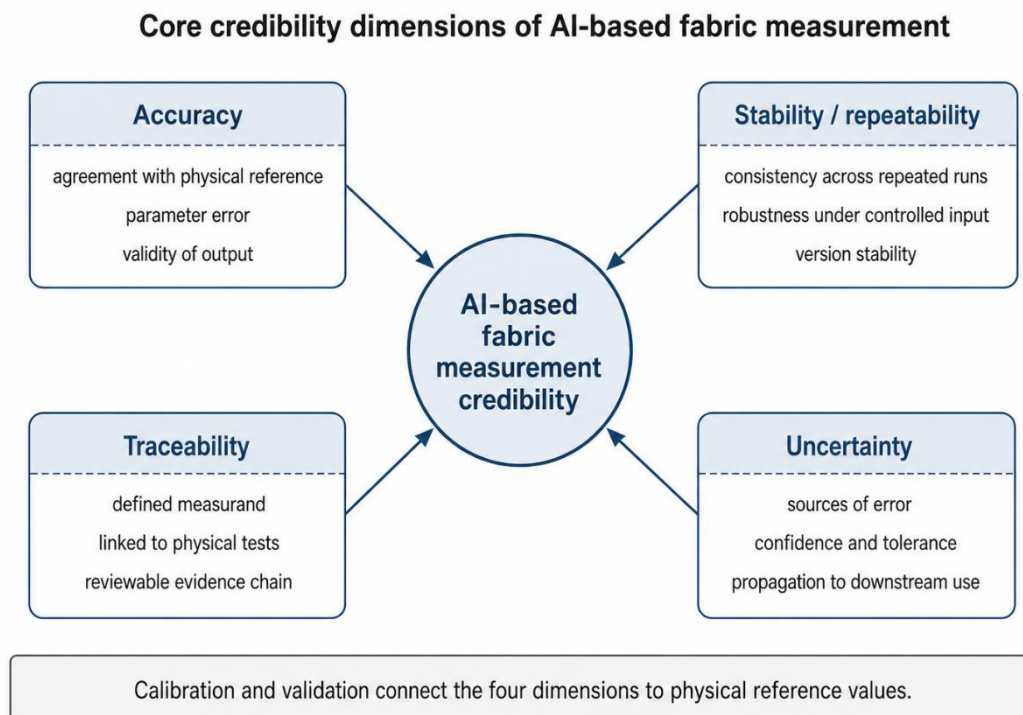 Core credibility dimensions of AI-based fabric measurement
Accuracy
agreement with physical reference
parameter error
validity of output
Stability / repeatability
consistency across repeated runs
robustness under controlled input
version stability
AI-based
fabric
measurement
credibility
Traceability
defined measurand
linked to physical tests
reviewable evidence chain
Uncertainty
sources of error
confidence and tolerance
propagation to downstream use
Calibration and validation connect the four dimensions to physical reference values.